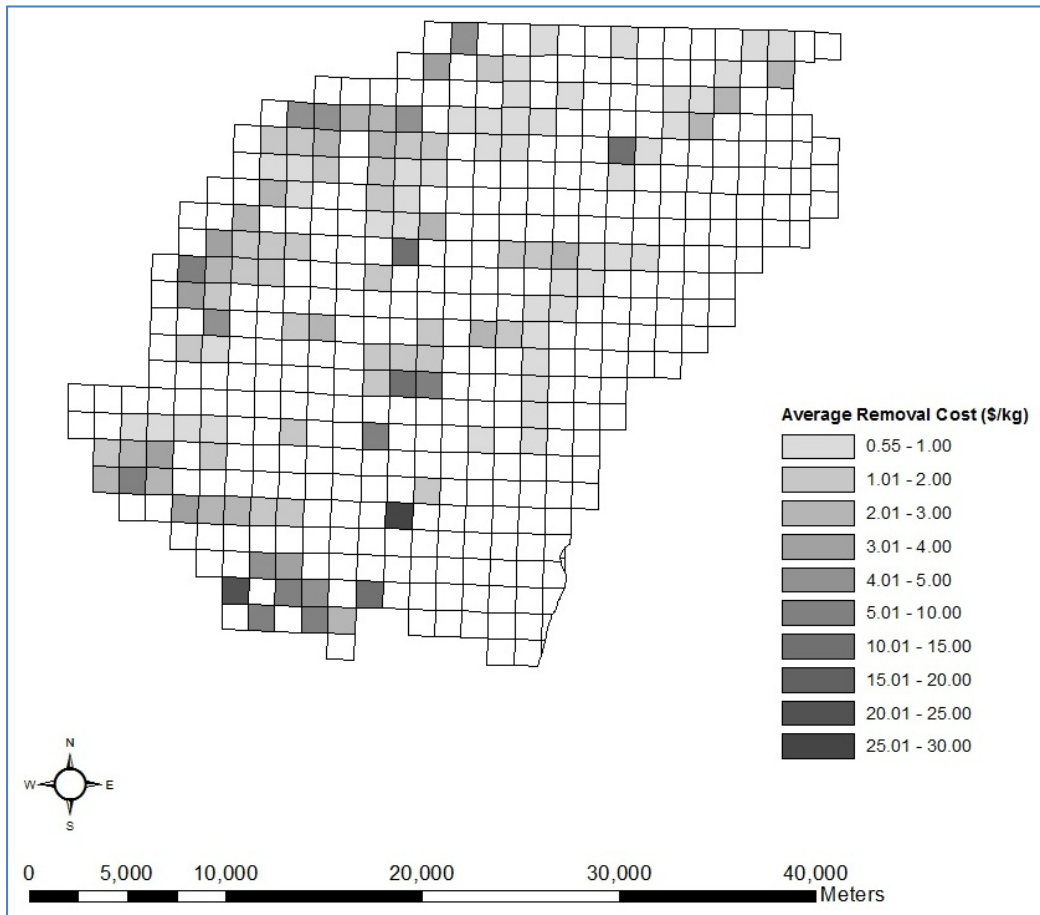 Average Removal Cost ($/kg)
0.55 - 1.00
1.01 - 2.00
2.01 - 3.00
3.01 - 4.00
4.01 - 5.00
5.01 - 10.00
10.01 - 15.00
15.01 - 20.00
20.01 - 25.00
25.01 - 30.00
N
W E
S
0 5,000 10,000 20,000 30,000 40,000
Meters